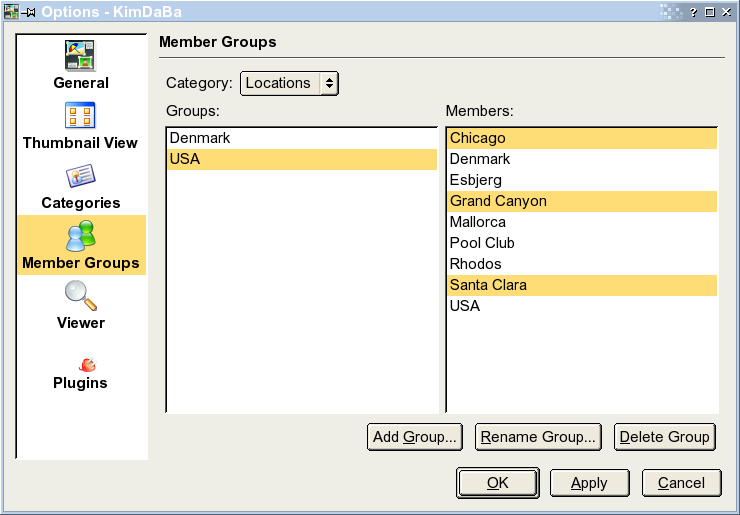 Options - KimDaBa
General
Thumbnail View
Categories
Member Groups
Viewer
Plugins
Member Groups
Category: Locations
Groups:
Denmark
USA
Members:
Chicago
Denmark
Esbjerg
Grand Canyon
Mallorca
Pool Club
Rhodos
Santa Clara
USA
Add Group... Rename Group... Delete Group
OK Apply Cancel